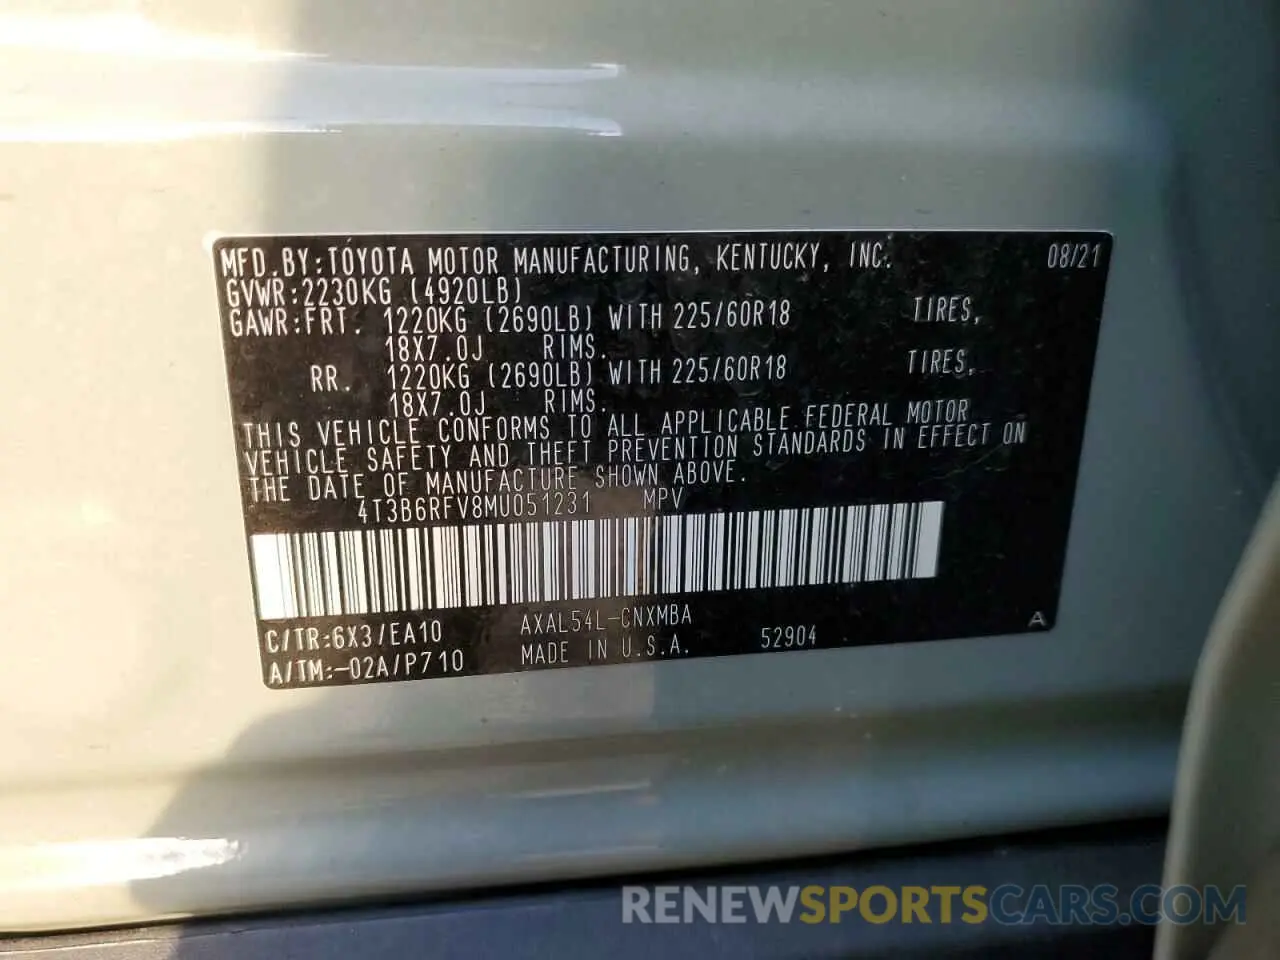 MFD.BY:TOYOTA MOTOR MANUFACTURING, KENTUCKY, INC. 08/21
GVWR:2230KG (4920LB)
GAWR:FRT. 1220KG (2690LB) WITH 225/60R18 TIRES,
18X7.0J RIMS.
RR. 1220KG (2690LB) WITH 225/60R18 TIRES,
18X7.0J RIMS.
THIS VEHICLE CONFORMS TO ALL APPLICABLE FEDERAL MOTOR
VEHICLE SAFETY AND THEFT PREVENTION STANDARDS IN EFFECT ON
THE DATE OF MANUFACTURE SHOWN ABOVE.
4T3B6RFV8MU051231 MPV
C/TR:6X3/EA10 AXAL54L-CNXMBA A
A/TM:-02A/P710 MADE IN U.S.A. 52904
RENEWSPORTSCARS.COM